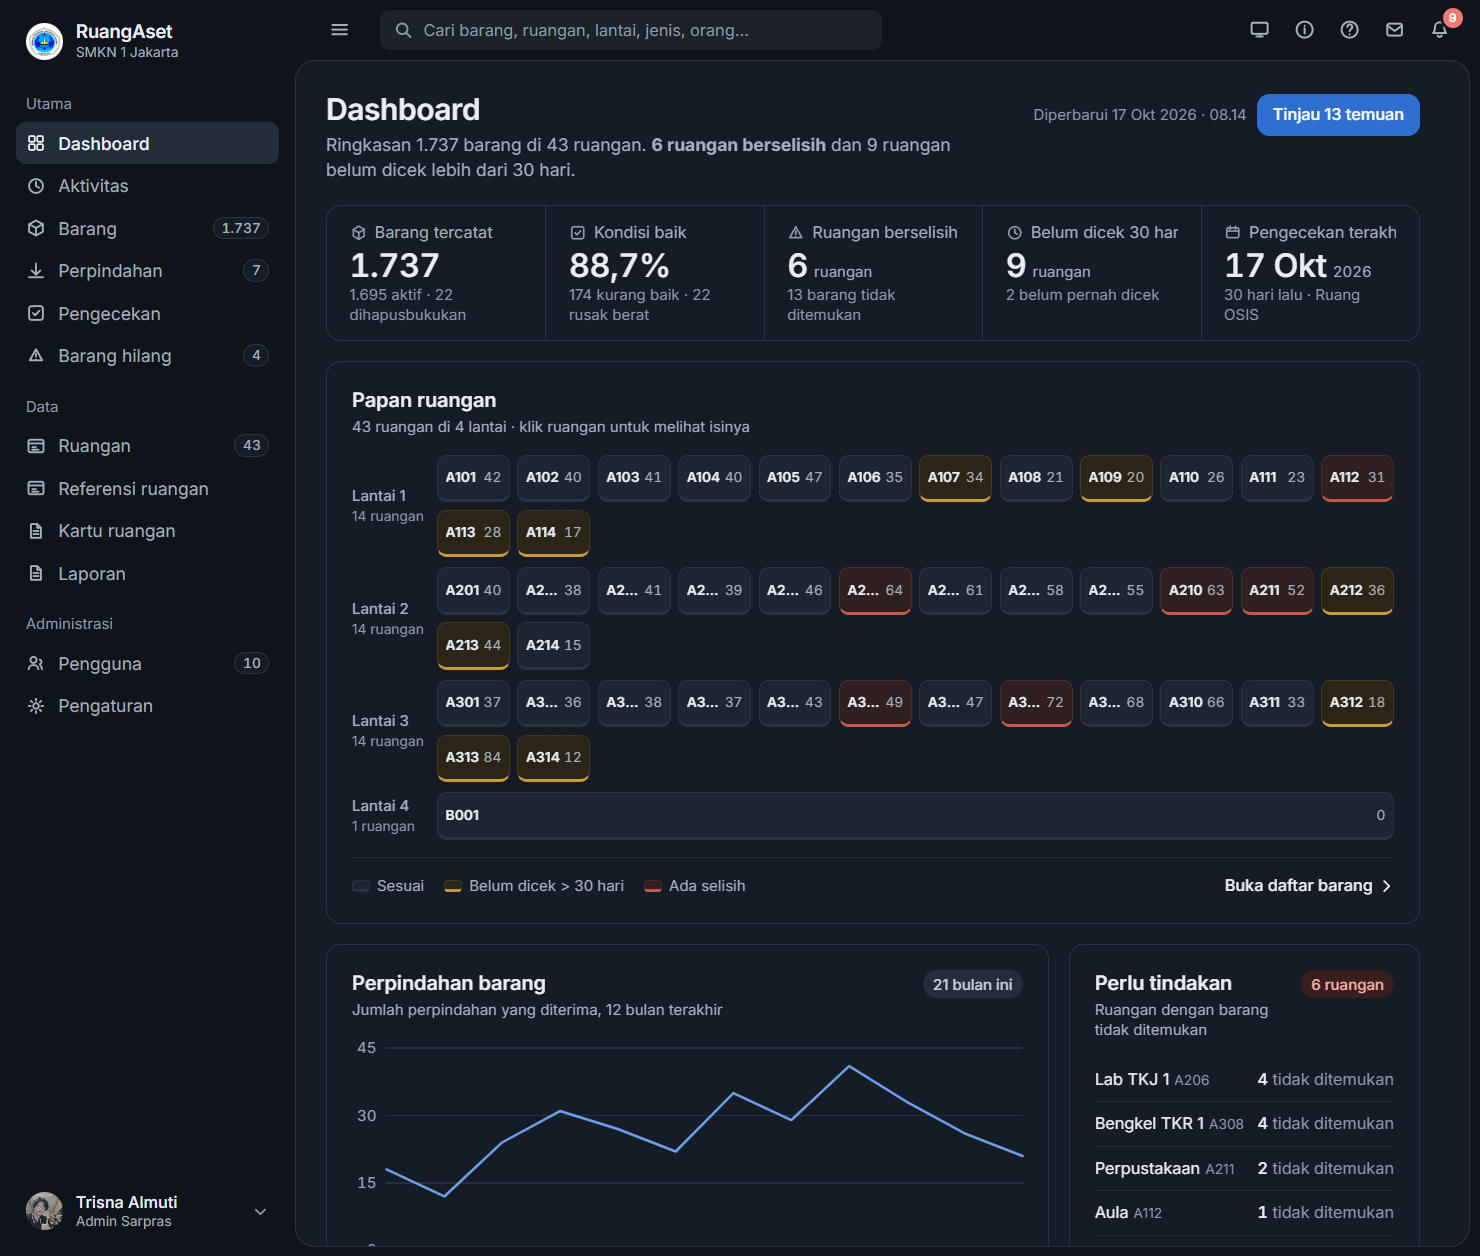 RuangAset
SMKN 1 Jakarta
Cari barang, ruangan, lantai, jenis, orang...
9
Utama
Dashboard
Aktivitas
Barang 1.737
Perpindahan 7
Pengecekan
Barang hilang 4
Data
Ruangan 43
Referensi ruangan
Kartu ruangan
Laporan
Administrasi
Pengguna 10
Pengaturan
Trisna Almuti
Admin Sarpras
Dashboard
Ringkasan 1.737 barang di 43 ruangan. 6 ruangan berselisih dan 9 ruangan
belum dicek lebih dari 30 hari.
Diperbarui 17 Okt 2026 · 08.14
Tinjau 13 temuan
Barang tercatat
1.737
1.695 aktif · 22
dihapusbukukan
Kondisi baik
88,7%
174 kurang baik · 22
rusak berat
Ruangan berselisih
6 ruangan
13 barang tidak
ditemukan
Belum dicek 30 har
9 ruangan
2 belum pernah dicek
Pengecekan terakh
17 Okt 2026
30 hari lalu · Ruang
OSIS
Papan ruangan
43 ruangan di 4 lantai · klik ruangan untuk melihat isinya
Lantai 1
14 ruangan
A101 42 A102 40 A103 41 A104 40 A105 47 A106 35 A107 34 A108 21 A109 20 A110 26 A111 23 A112 31
A113 28 A114 17
Lantai 2
14 ruangan
A201 40 A2... 38 A2... 41 A2... 39 A2... 46 A2... 64 A2... 61 A2... 58 A2... 55 A210 63 A211 52 A212 36
A213 44 A214 15
Lantai 3
14 ruangan
A301 37 A3... 36 A3... 38 A3... 37 A3... 43 A3... 49 A3... 47 A3... 72 A3... 68 A310 66 A311 33 A312 18
A313 84 A314 12
Lantai 4
1 ruangan
B001 0
Sesuai Belum dicek > 30 hari Ada selisih
Buka daftar barang
Perpindahan barang
Jumlah perpindahan yang diterima, 12 bulan terakhir
21 bulan ini
45
30
15
Perlu tindakan
6 ruangan
Ruangan dengan barang
tidak ditemukan
Lab TKJ 1 A206 4 tidak ditemukan
Bengkel TKR 1 A308 4 tidak ditemukan
Perpustakaan A211 2 tidak ditemukan
Aula A112 1 tidak ditemukan